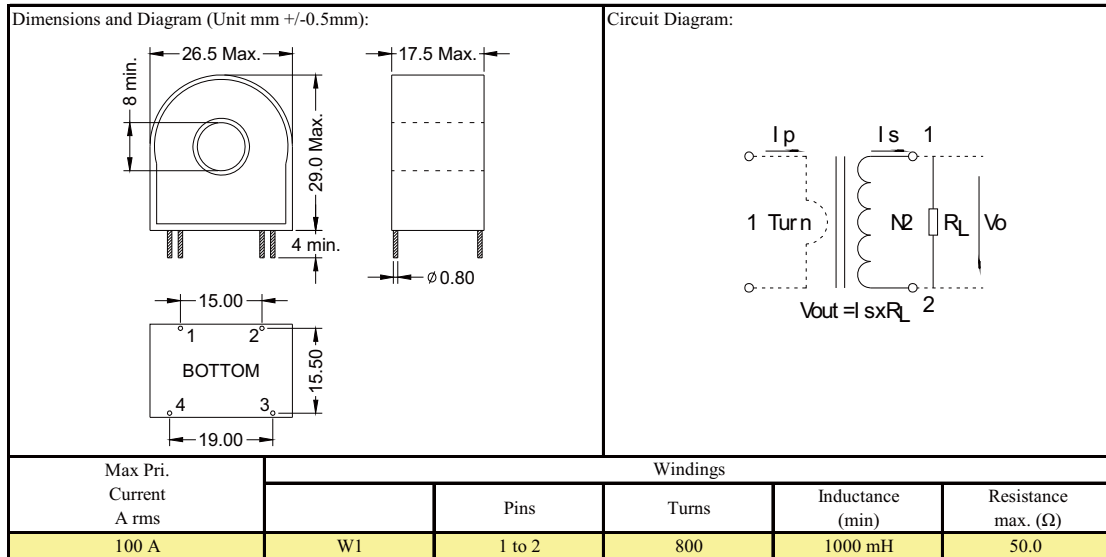 Dimensions and Diagram (Unit mm +/-0.5mm):
26.5 Max.
17.5 Max.
8 min.
29.0 Max.
4 min.
Ø0.80
15.00
1
2
BOTTOM
15.50
4
3
19.00
Circuit Diagram:
Ip
Is
1
1 Turn
N2
RL
Vo
Vout =IsxRL
2
Max Pri.
Current
A rms
Windings
Pins
Turns
Inductance
(min)
Resistance
max. (Ω)
100 A
W1
1 to 2
800
1000 mH
50.0